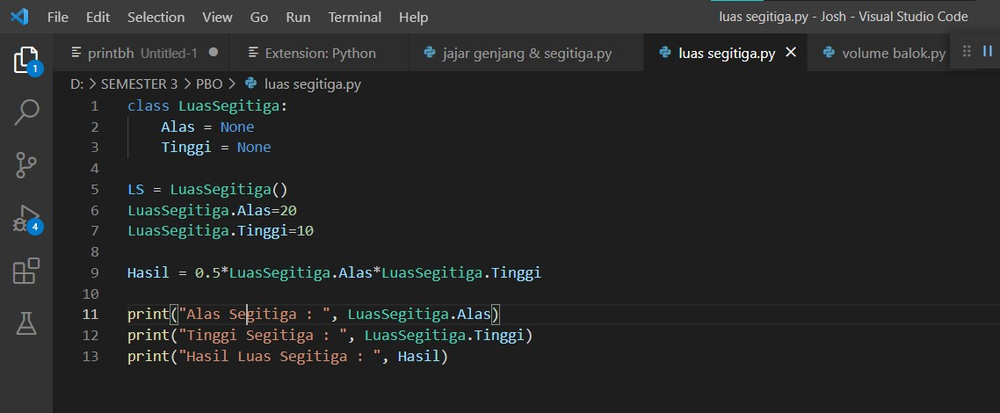 File Edit Selection View Go Run Terminal Help luas segitiga.py - Josh - Visual Studio Code
printbh Untitled-1 Extension: Python jajar genjang & segitiga.py luas segitiga.py volume balok.py
D: > SEMESTER 3 > PBO > luas segitiga.py
1
1 class LuasSegitiga:
2 Alas = None
3 Tinggi = None
4
5 LS = LuasSegitiga()
6 LuasSegitiga.Alas=20
4
7 LuasSegitiga.Tinggi=10
8
9 Hasil = 0.5*LuasSegitiga.Alas*LuasSegitiga.Tinggi
10
11 print("Alas Segitiga : ", LuasSegitiga.Alas)
12 print("Tinggi Segitiga : ", LuasSegitiga.Tinggi)
13 print("Hasil Luas Segitiga : ", Hasil)